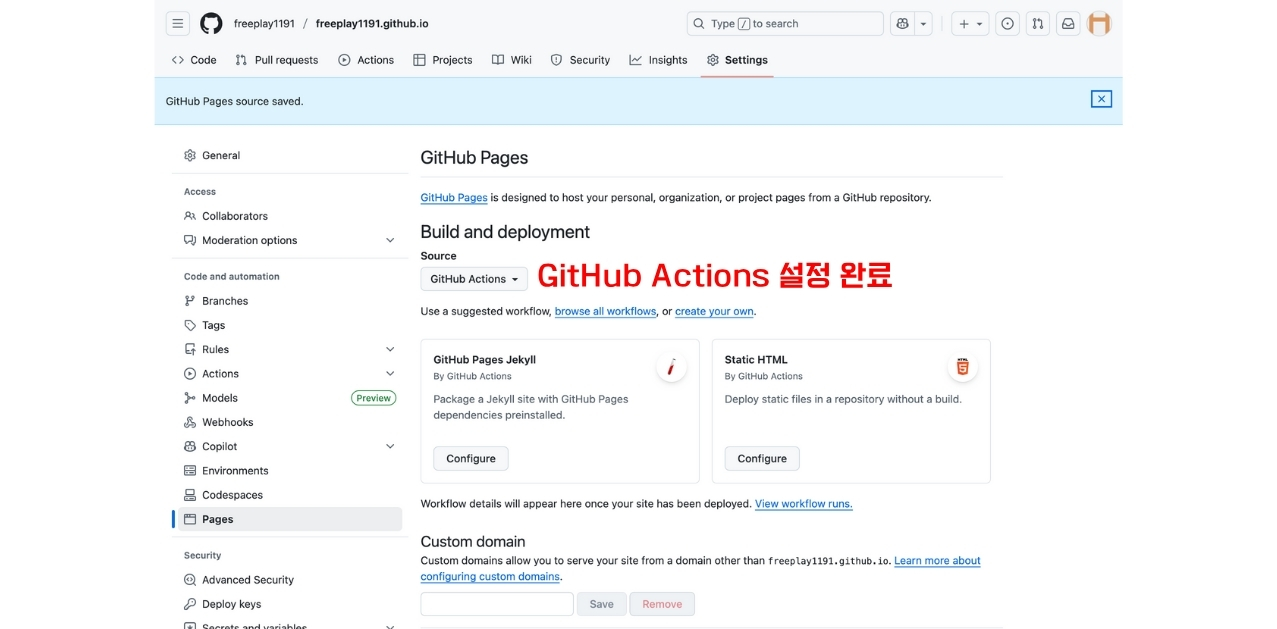 freeplay1191 / freeplay1191.github.io
Type / to search
Code Pull requests Actions Projects Wiki Security Insights Settings
GitHub Pages source saved.
General
Access
Collaborators
Moderation options
Code and automation
Branches
Tags
Rules
Actions
Models Preview
Webhooks
Copilot
Environments
Codespaces
Pages
Security
Advanced Security
Deploy keys
Secrets and variables
GitHub Pages
GitHub Pages is designed to host your personal, organization, or project pages from a GitHub repository.
Build and deployment
Source
GitHub Actions
GitHub Actions 설정 완료
Use a suggested workflow, browse all workflows, or create your own.
GitHub Pages Jekyll
By GitHub Actions
Package a Jekyll site with GitHub Pages
dependencies preinstalled.
Configure
Static HTML
By GitHub Actions
Deploy static files in a repository without a build.
Configure
Workflow details will appear here once your site has been deployed. View workflow runs.
Custom domain
Custom domains allow you to serve your site from a domain other than freeplay1191.github.io. Learn more about
configuring custom domains.
Save Remove